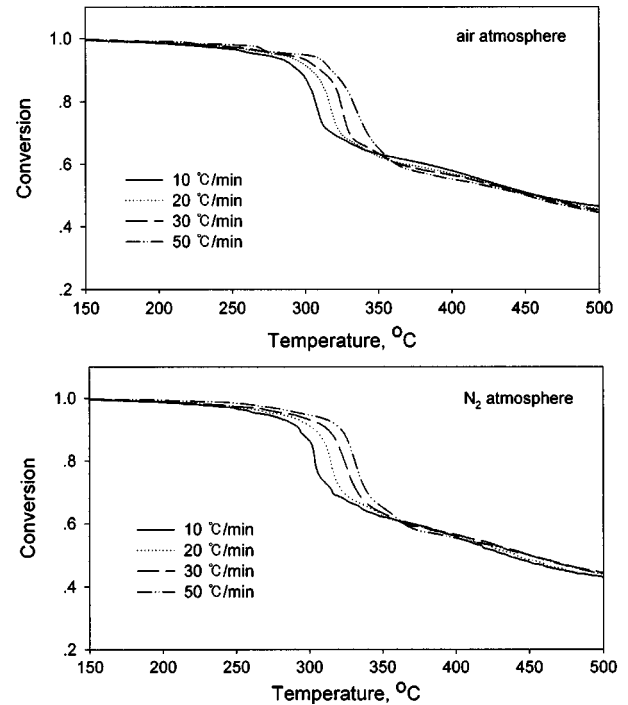 air atmosphere
1.0
.8
.6
.4
.2
Conversion
10 ℃/min
20 ℃/min
30 ℃/min
50 ℃/min
150 200 250 300 350 400 450 500
Temperature, °C
N₂ atmosphere
1.0
.8
.6
.4
.2
Conversion
10 ℃/min
20 ℃/min
30 ℃/min
50 ℃/min
150 200 250 300 350 400 450 500
Temperature, °C